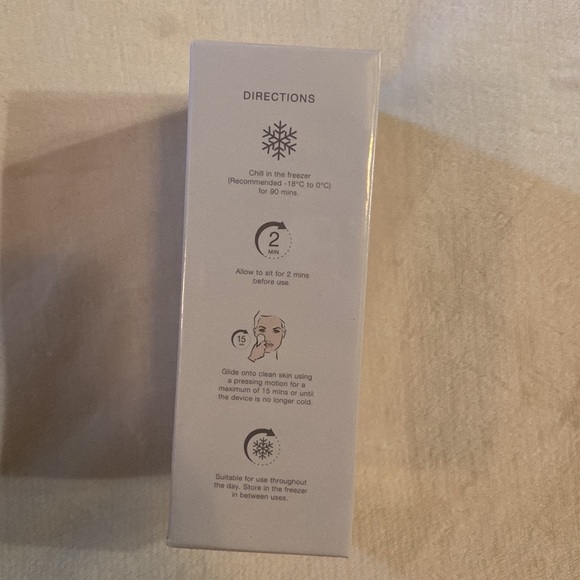 DIRECTIONS
Chill in the freezer
(Recommended -18°C to 0°C)
for 90 mins.
2
MIN
Allow to sit for 2 mins
before use.
15
Glide onto clean skin using
a pressing motion for a
maximum of 15 mins or until
the device is no longer cold.
Suitable for use throughout
the day. Store in the freezer
in between uses.